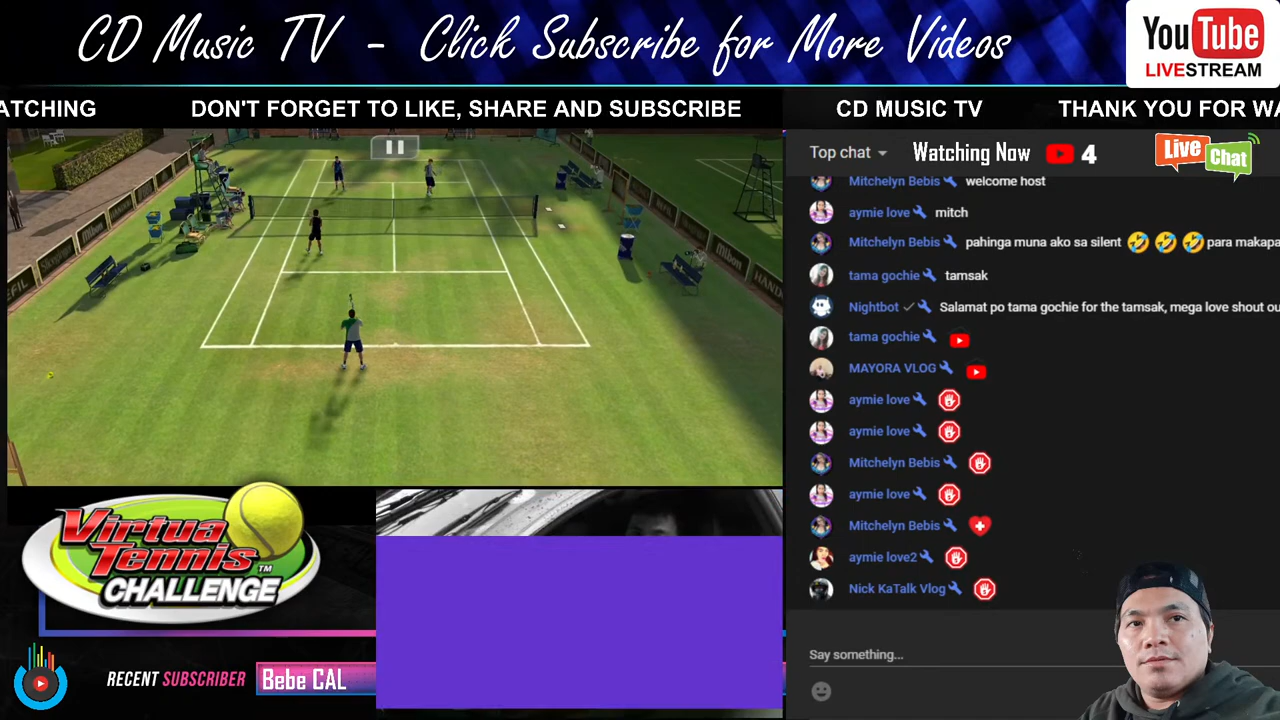 CD Music TV - Click Subscribe for More Videos
YouTube
LIVESTREAM
ATCHING
DON'T FORGET TO LIKE, SHARE AND SUBSCRIBE
CD MUSIC TV
THANK YOU FOR WA
Top chat
Watching Now
4
Live
Chat
Mitchelyn Bebis welcome host
aymie love mitch
Mitchelyn Bebis pahinga muna ako sa silent 🤣 🤣 🤣 para makapa
tama gochie tamsak
Nightbot Salamat po tama gochie for the tamsak, mega love shout ou
tama gochie
MAYORA VLOG
aymie love
aymie love
Mitchelyn Bebis
aymie love
Mitchelyn Bebis
aymie love2
Nick KaTalk Vlog
Say something...
Milbon
Milbon
Virtua
Tennis™
CHALLENGE
RECENT SUBSCRIBER
Bebe CAL